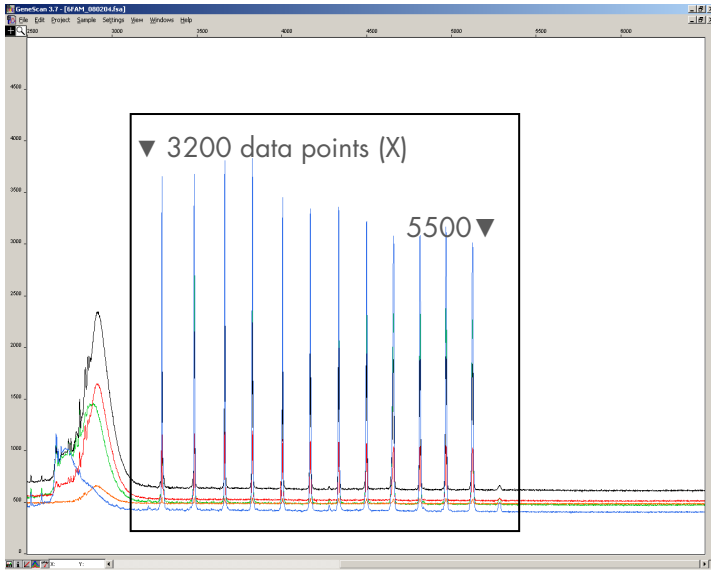 GeneScan 3.7 - [6FAM_080204.fsa]
File Edit Project Sample Settings View Windows Help
2500 3000 3500 4000 4500 5000 5500 6000
4500
4000
▼ 3200 data points (X)
3500
5500 ▼
3000
2500
2000
1500
1000
500
0
X: Y: